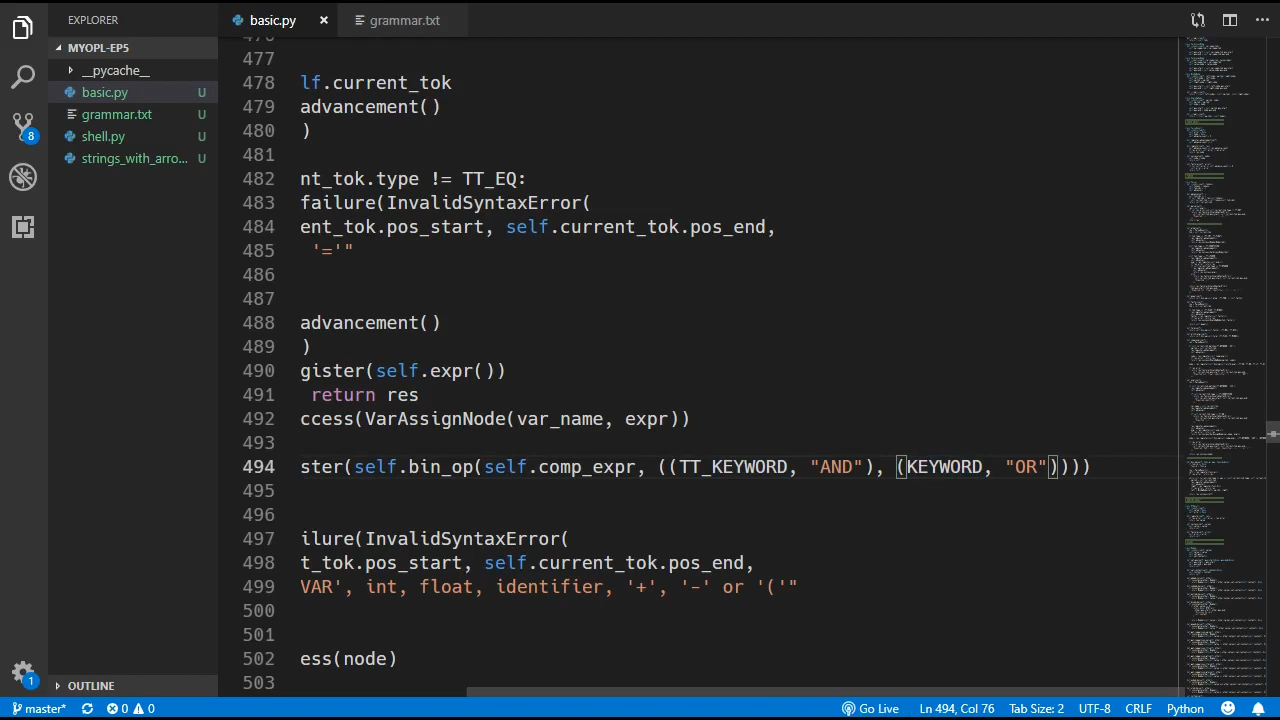 EXPLORER
basic.py ×
grammar.txt
MYOPL-EP5
__pycache__
basic.py U
grammar.txt U
shell.py U
strings_with_arro... U
8
1
OUTLINE
476
477
478 lf.current_tok
479 advancement()
480 )
481
482 nt_tok.type != TT_EQ:
483 failure(InvalidSyntaxError(
484 ent_tok.pos_start, self.current_tok.pos_end,
485 '='"
486
487
488 advancement()
489 )
490 gister(self.expr())
491 return res
492 ccess(VarAssignNode(var_name, expr))
493
494 ster(self.bin_op(self.comp_expr, ((TT_KEYWORD, "AND"), (KEYWORD, "OR"))))
495
496
497 ilure(InvalidSyntaxError(
498 t_tok.pos_start, self.current_tok.pos_end,
499 VAR', int, float, identifier, '+', '-' or '('"
500
501
502 ess(node)
503
master* 0 0 Go Live Ln 494, Col 76 Tab Size: 2 UTF-8 CRLF Python